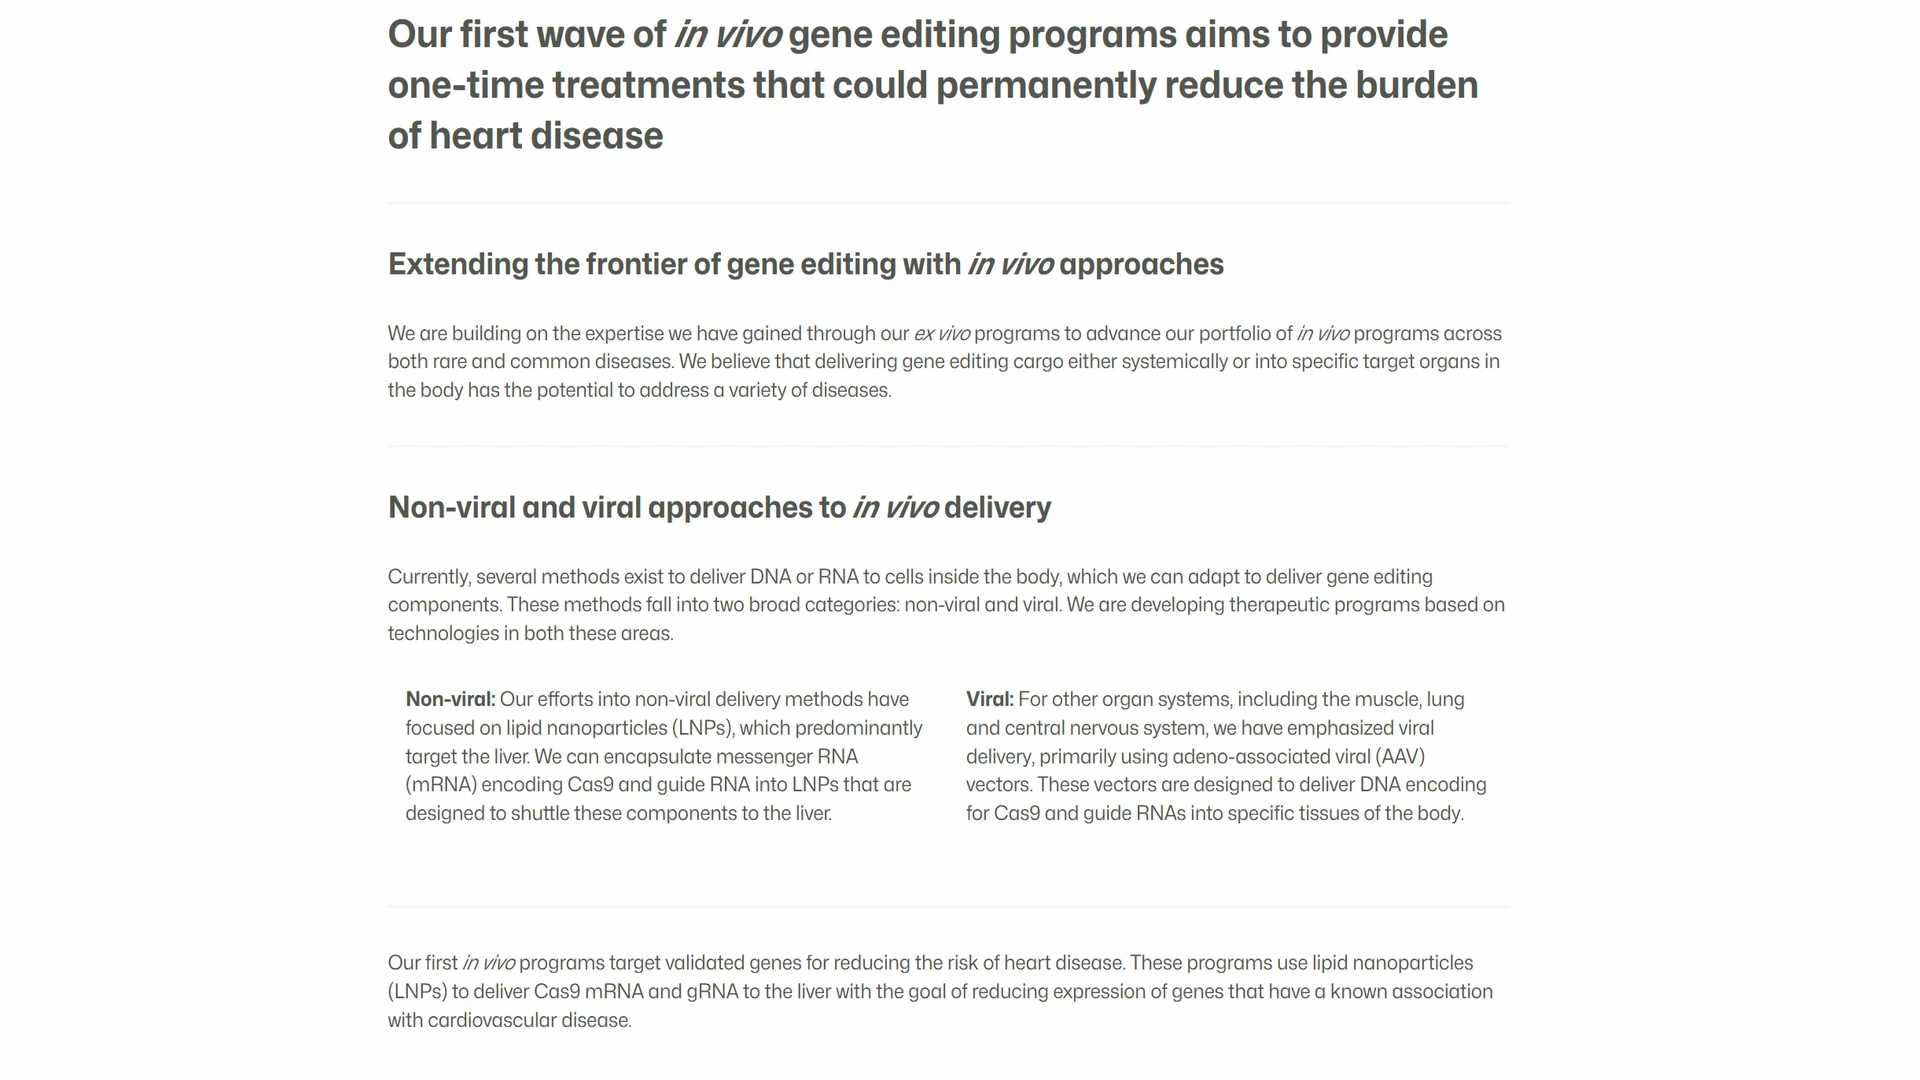 Our first wave of in vivo gene editing programs aims to provide
one-time treatments that could permanently reduce the burden
of heart disease
Extending the frontier of gene editing with in vivo approaches
We are building on the expertise we have gained through our ex vivo programs to advance our portfolio of in vivo programs across
both rare and common diseases. We believe that delivering gene editing cargo either systemically or into specific target organs in
the body has the potential to address a variety of diseases.
Non-viral and viral approaches to in vivo delivery
Currently, several methods exist to deliver DNA or RNA to cells inside the body, which we can adapt to deliver gene editing
components. These methods fall into two broad categories: non-viral and viral. We are developing therapeutic programs based on
technologies in both these areas.
Non-viral: Our efforts into non-viral delivery methods have
focused on lipid nanoparticles (LNPs), which predominantly
target the liver. We can encapsulate messenger RNA
(mRNA) encoding Cas9 and guide RNA into LNPs that are
designed to shuttle these components to the liver.
Viral: For other organ systems, including the muscle, lung
and central nervous system, we have emphasized viral
delivery, primarily using adeno-associated viral (AAV)
vectors. These vectors are designed to deliver DNA encoding
for Cas9 and guide RNAs into specific tissues of the body.
Our first in vivo programs target validated genes for reducing the risk of heart disease. These programs use lipid nanoparticles
(LNPs) to deliver Cas9 mRNA and gRNA to the liver with the goal of reducing expression of genes that have a known association
with cardiovascular disease.